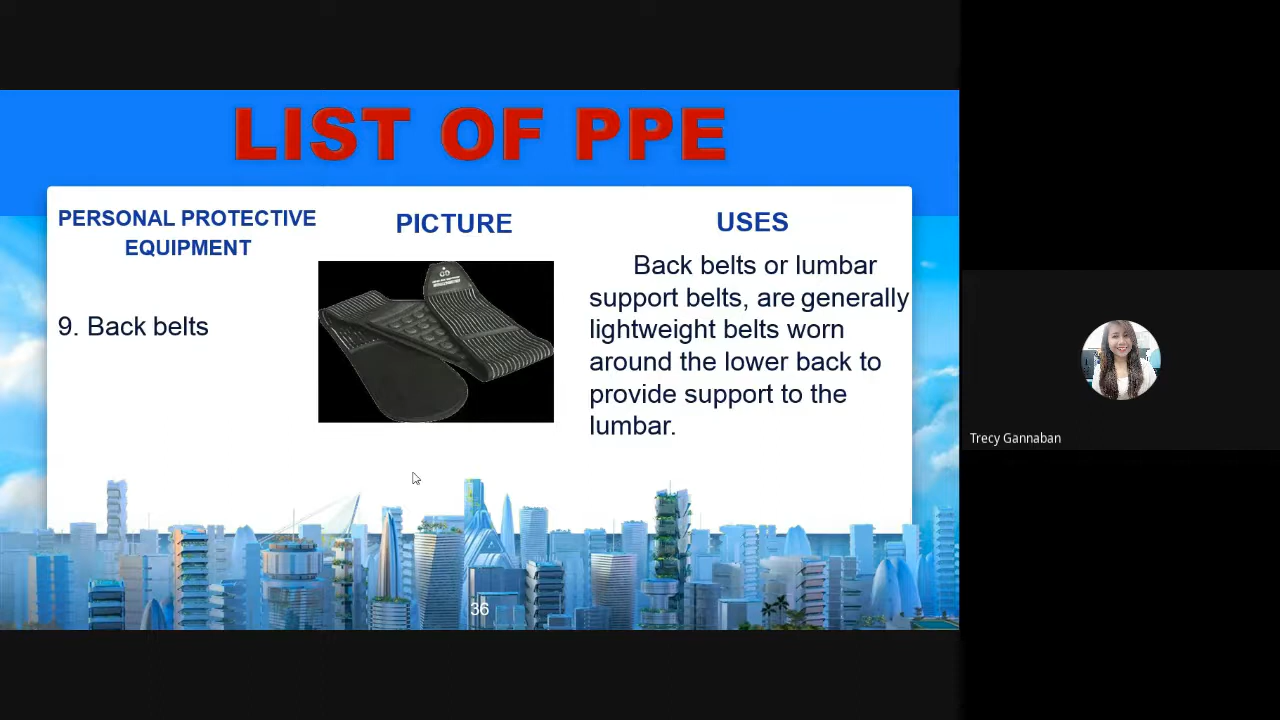 LIST OF PPE
PERSONAL PROTECTIVE
EQUIPMENT
PICTURE
USES
9. Back belts
Back belts or lumbar
support belts, are generally
lightweight belts worn
around the lower back to
provide support to the
lumbar.
36
Trecy Gannaban